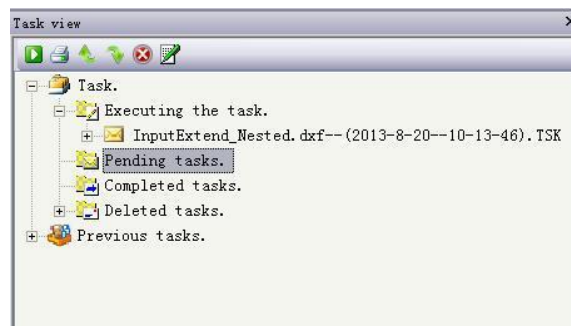 Task view
Task.
Executing the task.
InputExtend_Nested.dxf--(2013-8-20--10-13-46).TSK
Pending tasks.
Completed tasks.
Deleted tasks.
Previous tasks.